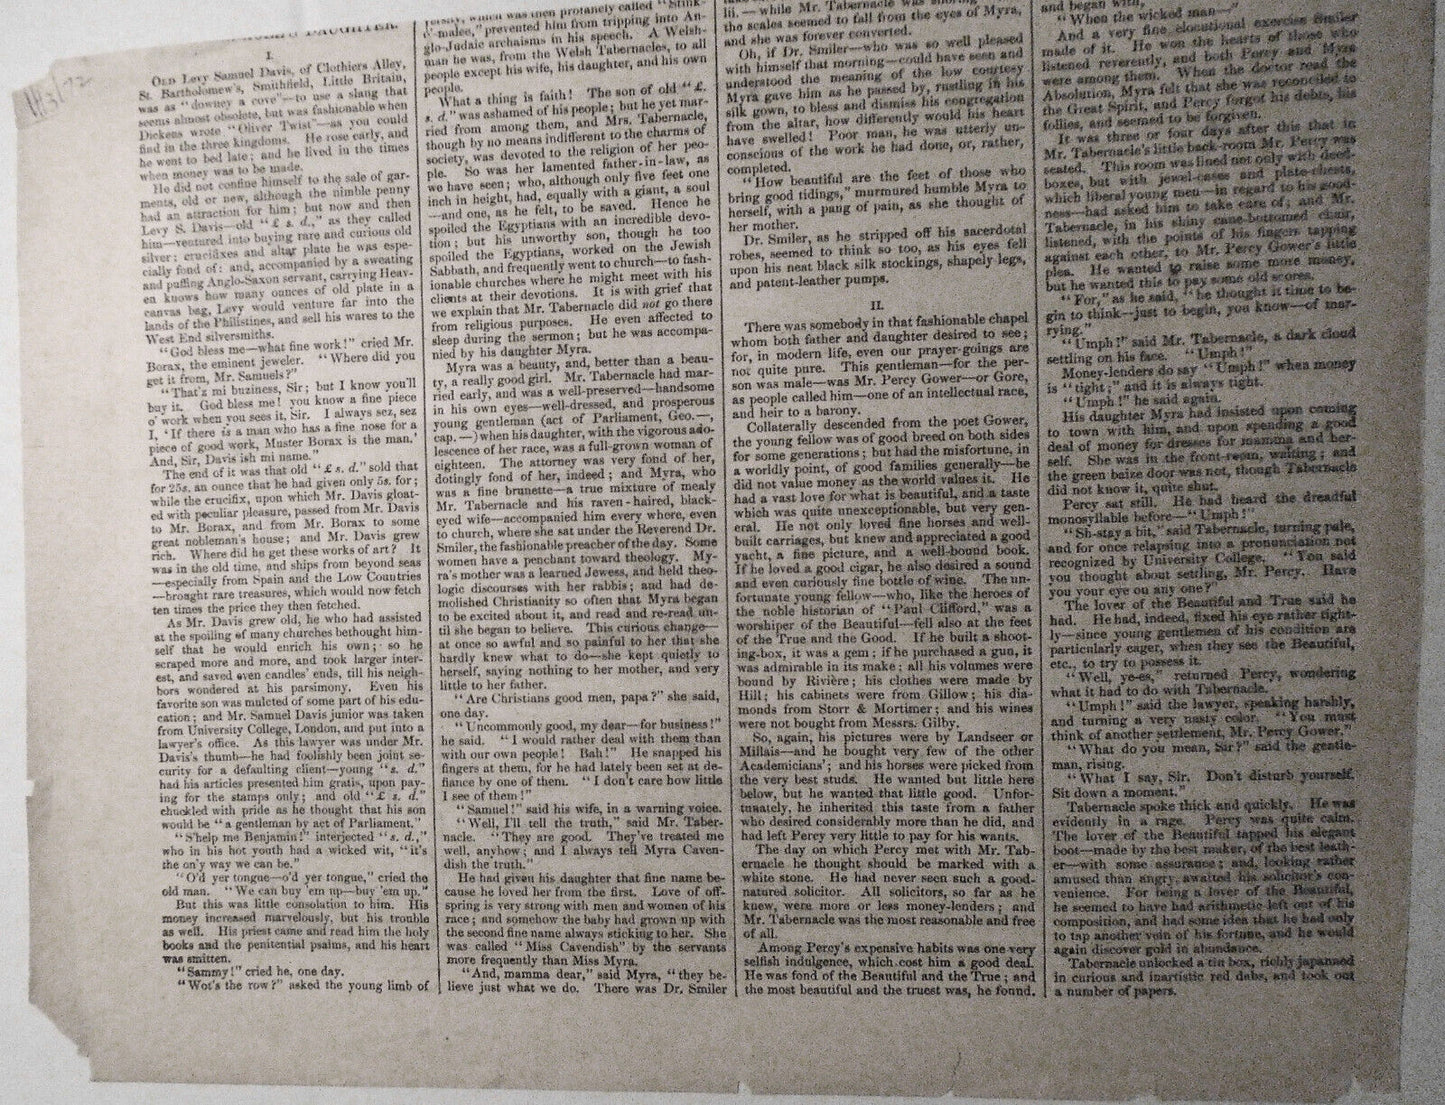 DAUGHTER.
I.
OLD Levy Samuel Davis, of Clothiers Alley,
St. Bartholomew's, Smithfield, Little Britain,
was as "downey a cove"—to use a slang that
seems almost obsolete, but was fashionable when
Dickens wrote "Oliver Twist"—as you could
find in the three kingdoms. He rose early, and
he went to bed late; and he lived in the times
when money was to be made.
He did not confine himself to the sale of gar-
ments, old or new, although the nimble penny
had an attraction for him; but now and then
Levy S. Davis—old "£ s. d.," as they called
him—ventured into buying rare and curious old
silver: crucifixes and altar plate he was espe-
cially fond of: and, accompanied by a sweating
and puffing Anglo-Saxon servant, carrying Heav-
en knows how many ounces of old plate in a
canvas bag, Levy would venture far into the
lands of the Philistines, and sell his wares to the
West End silversmiths.
"God bless me—what fine work!" cried Mr.
Borax, the eminent jeweler. "Where did you
get it from, Mr. Samuels?"
"That'z mi buziness, Sir; but I know you'll
buy it. God bless me! you know a fine piece
o' work when you sees it, Sir. I always sez, sez
I, 'If there is a man who has a fine nose for a
piece of good work, Muster Borax is the man.'
And, Sir, Davis ish mi name."
The end of it was that old "£ s. d." sold that
for 25s. an ounce that he had given only 5s. for;
while the crucifix, upon which Mr. Davis gloat-
ed with peculiar pleasure, passed from Mr. Davis
to Mr. Borax, and from Mr. Borax to some
great nobleman's house; and Mr. Davis grew
rich. Where did he get these works of art? It
was in the old time, and ships from beyond seas
—especially from Spain and the Low Countries
—brought rare treasures, which would now fetch
ten times the price they then fetched.
As Mr. Davis grew old, he who had assisted
at the spoiling of many churches bethought him-
self that he would enrich his own; so he
scraped more and more, and took larger inter-
est, and saved even candles' ends, till his neigh-
bors wondered at his parsimony. Even his
favorite son was mulcted of some part of his edu-
cation; and Mr. Samuel Davis junior was taken
from University College, London, and put into a
lawyer's office. As this lawyer was under Mr.
Davis's thumb—he had foolishly been joint se-
curity for a defaulting client—young "s. d."
had his articles presented him gratis, upon pay-
ing for the stamps only; and old "£ s. d."
chuckled with pride as he thought that his son
would be "a gentleman by act of Parliament."
"S'help me Benjamin!" interjected "s. d.,"
who in his hot youth had a wicked wit, "it's
the on'y way we can be."
"O'd yer tongue—o'd yer tongue," cried the
old man. "We can buy 'em up—buy 'em up."
But this was little consolation to him. His
money increased marvelously, but his trouble
as well. His priest came and read him the holy
books and the penitential psalms, and his heart
was smitten.
"Sammy!" cried he, one day.
"Wot's the row?" asked the young limb of
versity, which was then profanely called "Stink-
o'-malee," prevented him from tripping into An-
glo-Judaic archaisms in his speech. A Welsh-
man he was, from the Welsh Tabernacles, to all
people except his wife, his daughter, and his own
people.
What a thing is faith! The son of old "£.
s. d." was ashamed of his people; but he yet mar-
ried from among them, and Mrs. Tabernacle,
though by no means indifferent to the charms of
society, was devoted to the religion of her peo-
ple. So was her lamented father-in-law, as
we have seen; who, although only five feet one
inch in height, had, equally with a giant, a soul
—and one, as he felt, to be saved. Hence he
spoiled the Egyptians with an incredible devo-
tion; but his unworthy son, though he too
spoiled the Egyptians, worked on the Jewish
Sabbath, and frequently went to church—to fash-
ionable churches where he might meet with his
clients at their devotions. It is with grief that
we explain that Mr. Tabernacle did not go there
from religious purposes. He even affected to
sleep during the sermon; but he was accompa-
nied by his daughter Myra.
Myra was a beauty, and, better than a beau-
ty, a really good girl. Mr. Tabernacle had mar-
ried early, and was a well-preserved—handsome
in his own eyes—well-dressed, and prosperous
young gentleman (act of Parliament, Geo.—,
cap. —) when his daughter, with the vigorous ado-
lescence of her race, was a full-grown woman of
eighteen. The attorney was very fond of her,
dotingly fond of her, indeed; and Myra, who
was a fine brunette—a true mixture of mealy
Mr. Tabernacle and his raven-haired, black-
eyed wife—accompanied him every where, even
to church, where she sat under the Reverend Dr.
Smiler, the fashionable preacher of the day. Some
women have a penchant toward theology. My-
ra's mother was a learned Jewess, and held theo-
logic discourses with her rabbis; and had de-
molished Christianity so often that Myra began
to be excited about it, and read and re-read un-
til she began to believe. This curious change—
at once so awful and so painful to her that she
hardly knew what to do—she kept quietly to
herself, saying nothing to her mother, and very
little to her father.
"Are Christians good men, papa?" she said,
one day.
"Uncommonly good, my dear—for business!"
he said. "I would rather deal with them than
with our own people! Bah!" He snapped his
fingers at them, for he had lately been set at de-
fiance by one of them. "I don't care how little
I see of them!"
"Samuel!" said his wife, in a warning voice.
"Well, I'll tell the truth," said Mr. Taber-
nacle. "They are good. They've treated me
well, anyhow; and I always tell Myra Caven-
dish the truth."
He had given his daughter that fine name be-
cause he loved her from the first. Love of off-
spring is very strong with men and women of his
race; and somehow the baby had grown up with
the second fine name always sticking to her. She
was called "Miss Cavendish" by the servants
more frequently than Miss Myra.
"And, mamma dear," said Myra, "they be-
lieve just what we do. There was Dr. Smiler
lii.—while Mr. Tabernacle was
the scales seemed to fall from the eyes of Myra,
and she was forever converted.
Oh, if Dr. Smiler—who was so well pleased
with himself that morning—could have seen and
understood the meaning of the low courtesy
Myra gave him as he passed by, rustling in his
silk gown, to bless and dismiss his congregation
from the altar, how differently would his heart
have swelled! Poor man, he was utterly un-
conscious of the work he had done, or, rather,
completed.
"How beautiful are the feet of those who
bring good tidings," murmured humble Myra to
herself, with a pang of pain, as she thought of
her mother.
Dr. Smiler, as he stripped off his sacerdotal
robes, seemed to think so too, as his eyes fell
upon his neat black silk stockings, shapely legs,
and patent-leather pumps.
II.
There was somebody in that fashionable chapel
whom both father and daughter desired to see;
for, in modern life, even our prayer-goings are
not quite pure. This gentleman—for the per-
son was male—was Mr. Percy Gower—or Gore,
as people called him—one of an intellectual race,
and heir to a barony.
Collaterally descended from the poet Gower,
the young fellow was of good breed on both sides
for some generations; but had the misfortune, in
a worldly point, of good families generally—he
did not value money as the world values it. He
had a vast love for what is beautiful, and a taste
which was quite unexceptionable, but very gen-
eral. He not only loved fine horses and well-
built carriages, but knew and appreciated a good
yacht, a fine picture, and a well-bound book.
If he loved a good cigar, he also desired a sound
and even curiously fine bottle of wine. The un-
fortunate young fellow—who, like the heroes of
the noble historian of "Paul Clifford," was a
worshiper of the Beautiful—fell also at the feet
of the True and the Good. If he built a shoot-
ing-box, it was a gem; if he purchased a gun, it
was admirable in its make; all his volumes were
bound by Rivière; his clothes were made by
Hill; his cabinets were from Gillow; his dia-
monds from Storr & Mortimer; and his wines
were not bought from Messrs. Gilby.
So, again, his pictures were by Landseer or
Millais—and he bought very few of the other
Academicians'; and his horses were picked from
the very best studs. He wanted but little here
below, but he wanted that little good. Unfor-
tunately, he inherited this taste from a father
who desired considerably more than he did, and
had left Percy very little to pay for his wants.
The day on which Percy met with Mr. Tab-
ernacle he thought should be marked with a
white stone. He had never seen such a good-
natured solicitor. All solicitors, so far as he
knew, were more or less money-lenders; and
Mr. Tabernacle was the most reasonable and free
of all.
Among Percy's expensive habits was one very
selfish indulgence, which cost him a good deal.
He was fond of the Beautiful and the True; and
the most beautiful and the truest was, he found,
and began with,
"When the wicked man—"
And a very fine elocutional exercise Smiler
made of it. He won the hearts of those who
listened reverently, and both Percy and Myra
were among them. When the doctor read the
Absolution, Myra felt that she was reconciled to
the Great Spirit, and Percy forgot his debts, his
follies, and seemed to be forgiven.
It was three or four days after this that in
Mr. Tabernacle's little back-room Mr. Percy was
seated. This room was lined not only with deed-
boxes, but with jewel-cases and plate-chests,
which liberal young men—in regard to his good-
ness—had asked him to take care of; and Mr.
Tabernacle, in his shiny cane-bottomed chair,
listened, with the points of his fingers tapping
against each other, to Mr. Percy Gower's little
plea. He wanted to raise some more money,
but he wanted this to pay some old scores.
"For," as he said, "he thought it time to be-
gin to think—just to begin, you know—of mar-
rying."
"Umph!" said Mr. Tabernacle, a dark cloud
settling on his face. "Umph!"
Money-lenders do say "Umph!" when money
is "tight;" and it is always tight.
"Umph!" he said again.
His daughter Myra had insisted upon coming
to town with him, and upon spending a good
deal of money for dresses for mamma and her-
self. She was in the front-room, waiting; and
the green baize door was not, though Tabernacle
did not know it, quite shut.
Percy sat still. He had heard the dreadful
monosyllable before—"Umph!"
"Sh-stay a bit," said Tabernacle, turning pale,
and for once relapsing into a pronunciation not
recognized by University College. "You said
you thought about settling, Mr. Percy. Have
you your eye on any one?"
The lover of the Beautiful and True said he
had. He had, indeed, fixed his eye rather tight-
ly—since young gentlemen of his condition are
particularly eager, when they see the Beautiful,
etc., to try to possess it.
"Well, ye-es," returned Percy, wondering
what it had to do with Tabernacle.
"Umph!" said the lawyer, speaking harshly,
and turning a very nasty color. "You must
think of another settlement, Mr. Percy Gower."
"What do you mean, Sir?" said the gentle-
man, rising.
"What I say, Sir. Don't disturb yourself.
Sit down a moment."
Tabernacle spoke thick and quickly. He was
evidently in a rage. Percy was quite calm.
The lover of the Beautiful tapped his elegant
boot—made by the best maker, of the best leath-
er—with some assurance; and, looking rather
amused than angry, awaited his solicitor's con-
venience. For being a lover of the Beautiful,
he seemed to have had arithmetic left out of his
composition, and had some idea that he had only
to tap another vein of his fortune, and he would
again discover gold in abundance.
Tabernacle unlocked a tin box, richly japanned
in curious and inartistic red dabs, and took out
a number of papers.